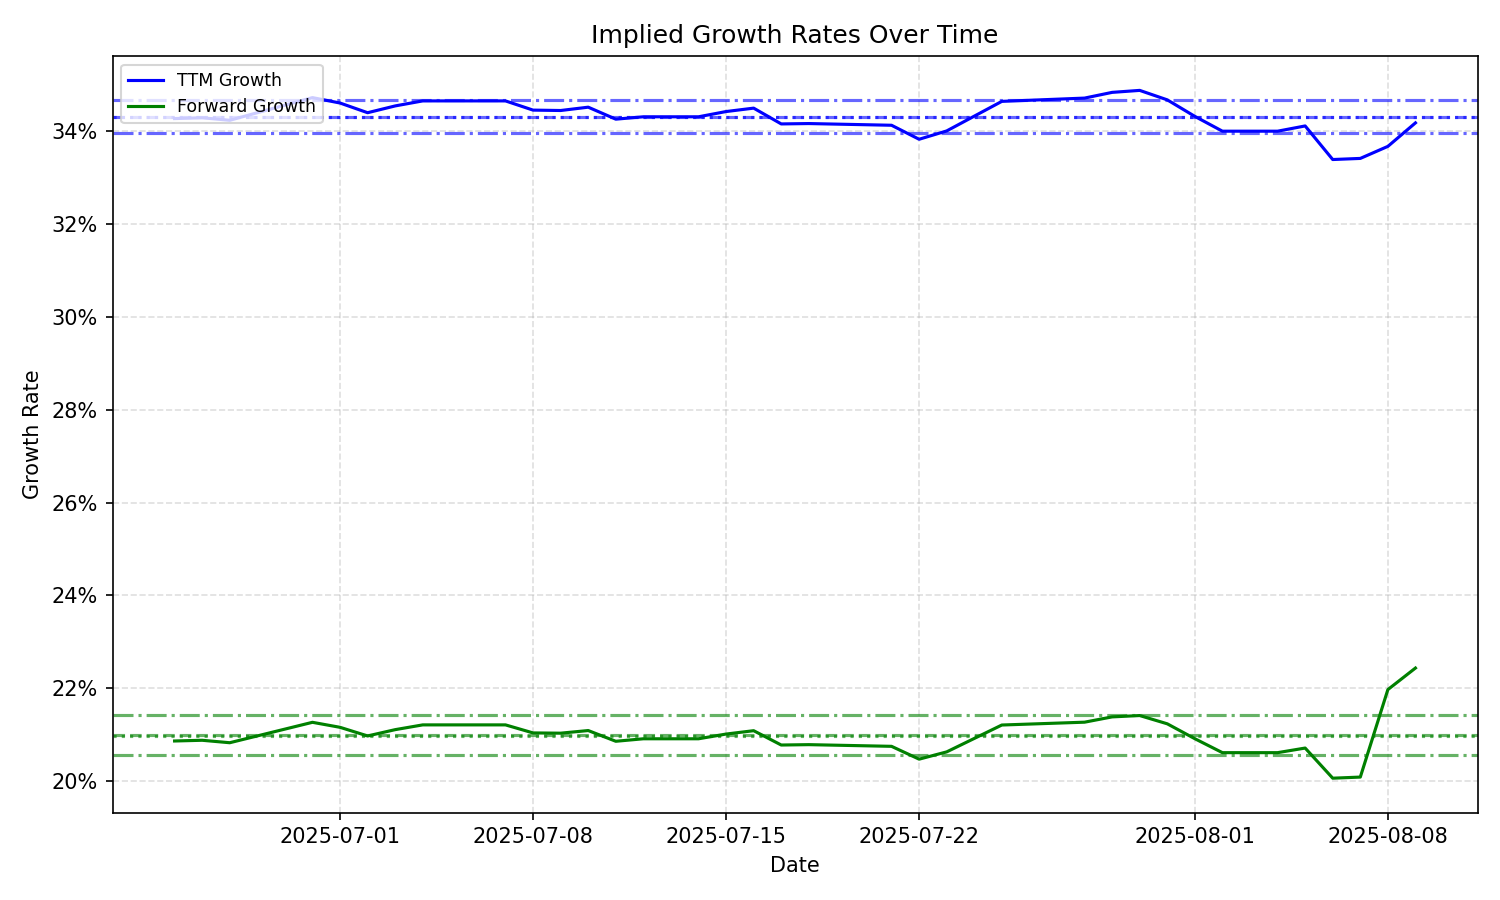 Implied Growth Rates Over Time
TTM Growth
Forward Growth
34%
32%
30%
28%
26%
24%
22%
20%
Growth Rate
2025-07-01
2025-07-08
2025-07-15
2025-07-22
2025-08-01
2025-08-08
Date